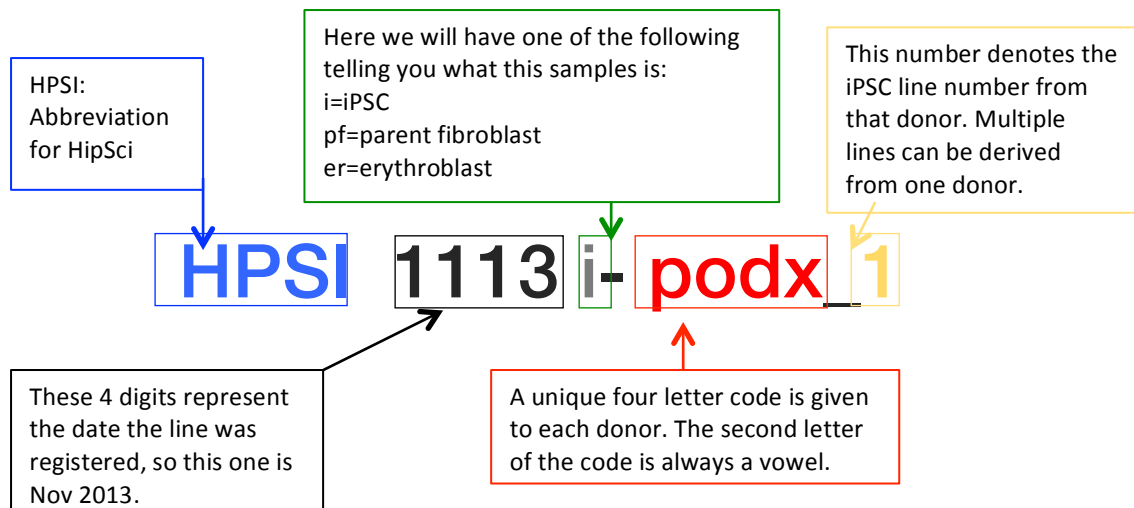 HPSI:
Abbreviation
for HipSci
Here we will have one of the following
telling you what this samples is:
i=iPSC
pf=parent fibroblast
er=erythroblast
This number denotes the
iPSC line number from
that donor. Multiple
lines can be derived
from one donor.
HPSI 1113i-podx_1
These 4 digits represent
the date the line was
registered, so this one is
Nov 2013.
A unique four letter code is given
to each donor. The second letter
of the code is always a vowel.